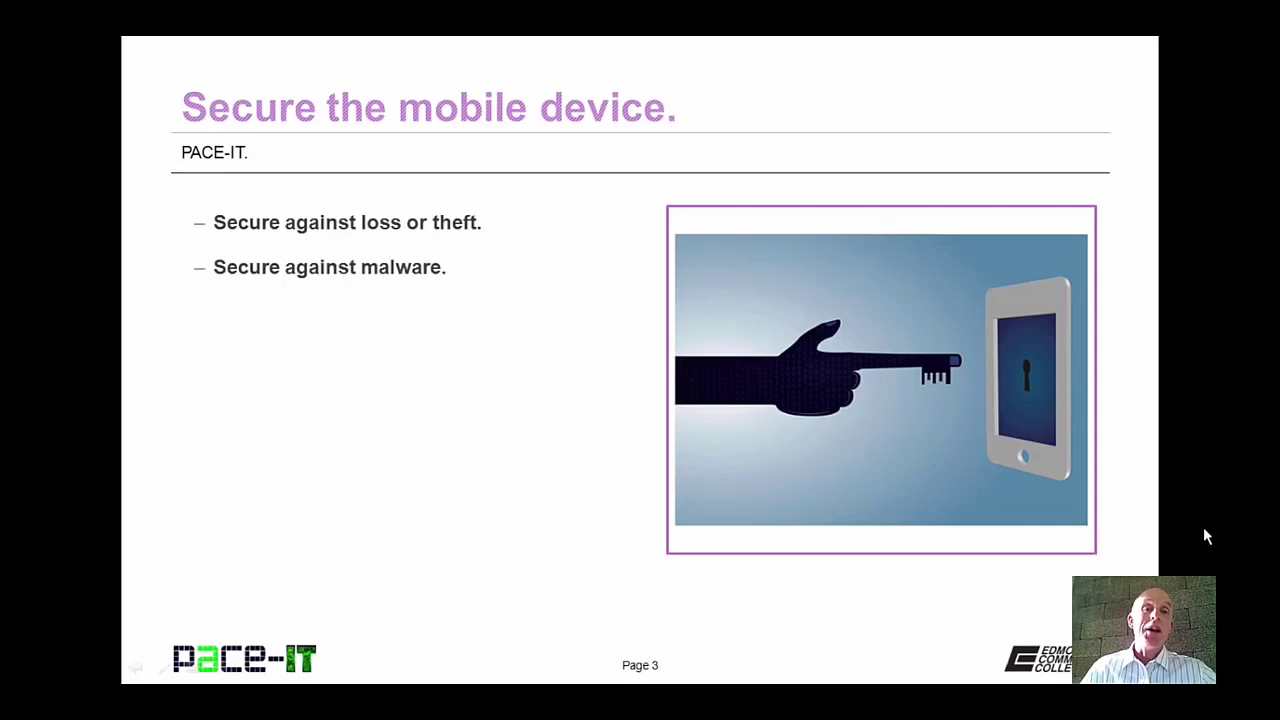 Secure the mobile device.
PACE-IT.
– Secure against loss or theft.
– Secure against malware.
pace-IT
Page 3